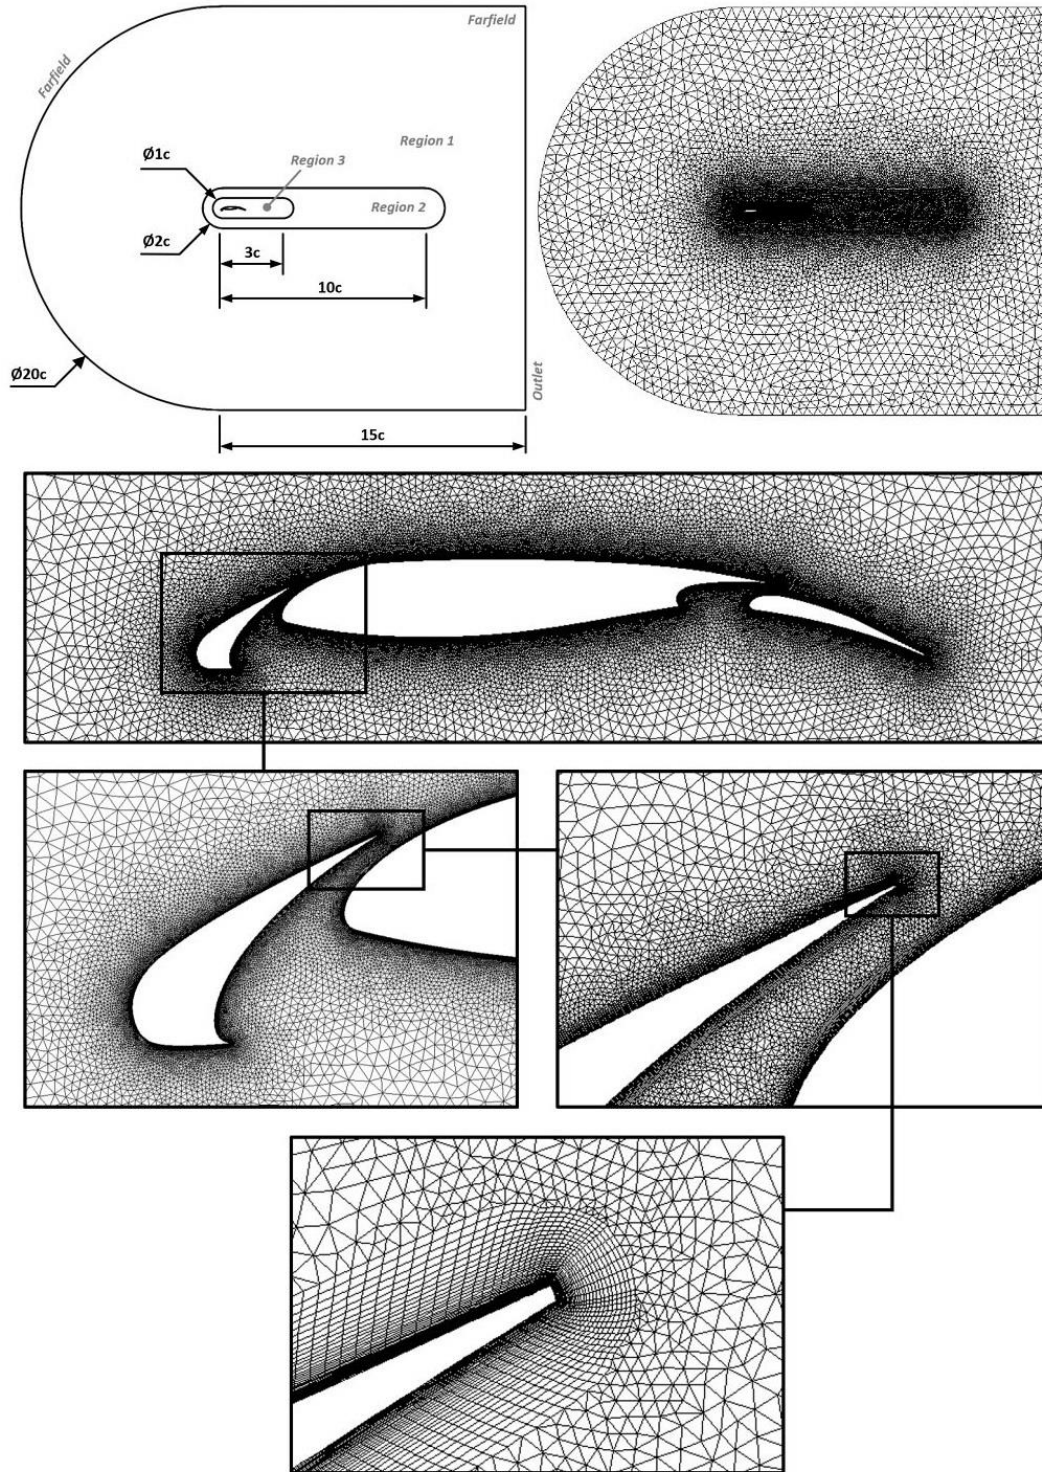 Farfield
Farfield
Region 1
Ø1c
Region 3
Region 2
Ø2c
3c
10c
Ø20c
Outlet
15c